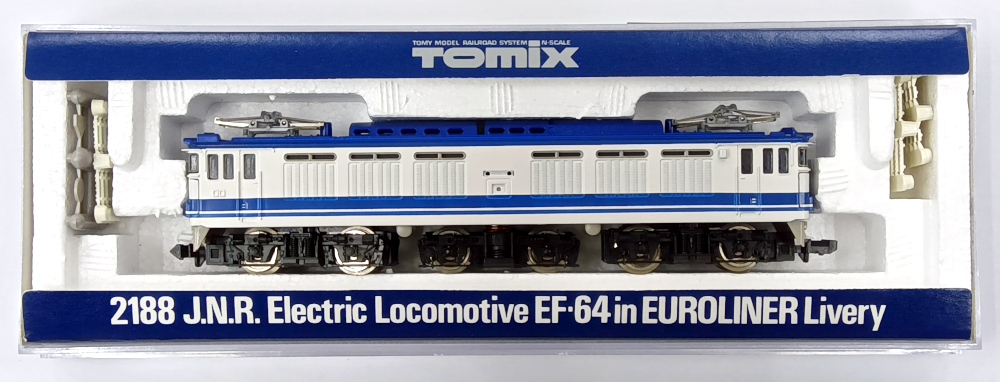 TOMY MODEL RAILROAD SYSTEM N-SCALE
TOMIX
2188 J.N.R. Electric Locomotive EF·64 in EUROLINER Livery